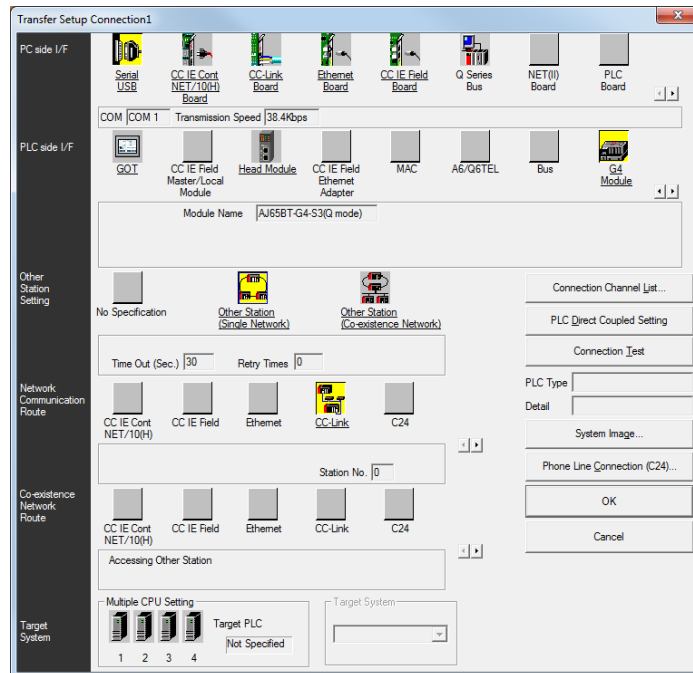 Transfer Setup Connection1
PC side I/F
Serial
USB
CC IE Cont
NET/10(H)
Board
CC-Link
Board
Ethernet
Board
CC IE Field
Board
Q Series
Bus
NET(II)
Board
PLC
Board
COM COM 1 Transmission Speed 38.4Kbps
PLC side I/F
GOT
CC IE Field
Master/Local
Module
Head Module
CC IE Field
Ethernet
Adapter
MAC
A6/Q6TEL
Bus
G4
Module
Module Name AJ65BT-G4-S3(Q mode)
Other
Station
Setting
No Specification
Other Station
(Single Network)
Other Station
(Co-existence Network)
Time Out (Sec.) 30 Retry Times 0
Connection Channel List...
PLC Direct Coupled Setting
Connection Test
PLC Type
Detail
System Image...
Phone Line Connection (C24)...
OK
Cancel
Network
Communication
Route
CC IE Cont
NET/10(H)
CC IE Field
Ethernet
CC-Link
C24
Station No. 0
Co-existence
Network
Route
CC IE Cont
NET/10(H)
CC IE Field
Ethernet
CC-Link
C24
Accessing Other Station
Target
System
Multiple CPU Setting
1 2 3 4
Target PLC
Not Specified
Target System